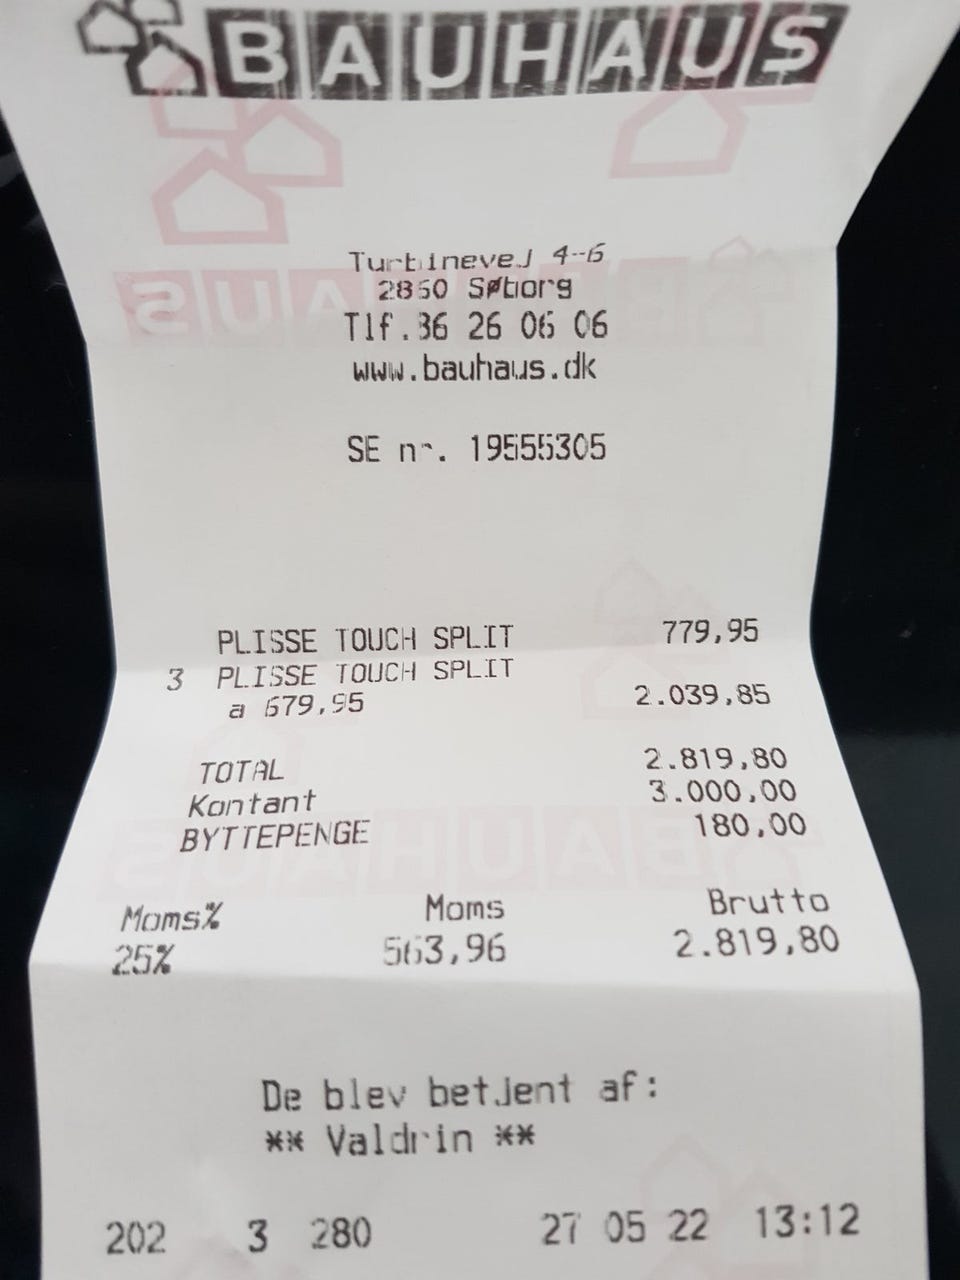 BAUHAUS
Turbinevej 4-6
2860 Søborg
Tlf. 36 26 06 06
www.bauhaus.dk
SE nr. 19555305
PLISSE TOUCH SPLIT 779,95
3 PLISSE TOUCH SPLIT
a 679,95 2.039,85
TOTAL 2.819,80
Kontant 3.000,00
BYTTEPENGE 180,00
Moms% Moms Brutto
25% 563,96 2.819,80
De blev betjent af:
** Valdrin **
202 3 280 27 05 22 13:12